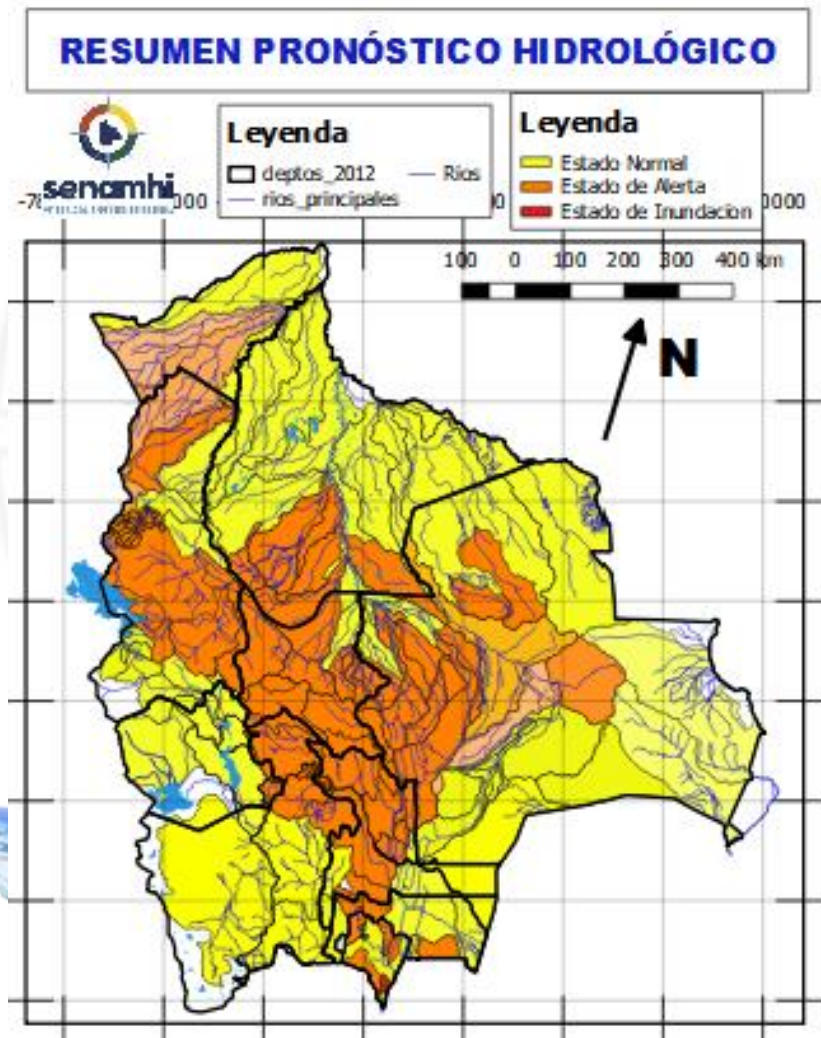 RESUMEN PRONÓSTICO HIDROLÓGICO
senamhi
Leyenda
deptos_2012
Rios
rios_principales
Leyenda
Estado Normal
Estado de Alerta
Estado de Inundacion
100 0 100 200 300 400 km
N